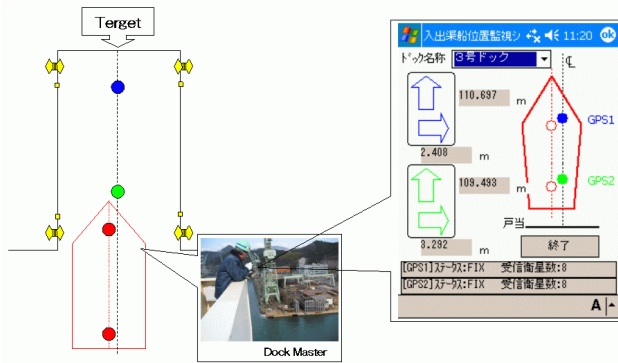 Terget
入出渠船位置監視シ 11:20 ok
ﾄﾞｯｸ名称 3号ドック
℄
110.697 m
GPS1
2.408 m
109.493 m
GPS2
戸当
3.292 m
終了
[GPS1]ｽﾃｰﾀｽ:FIX 受信衛星数:8
[GPS2]ｽﾃｰﾀｽ:FIX 受信衛星数:8
A
Dock Master